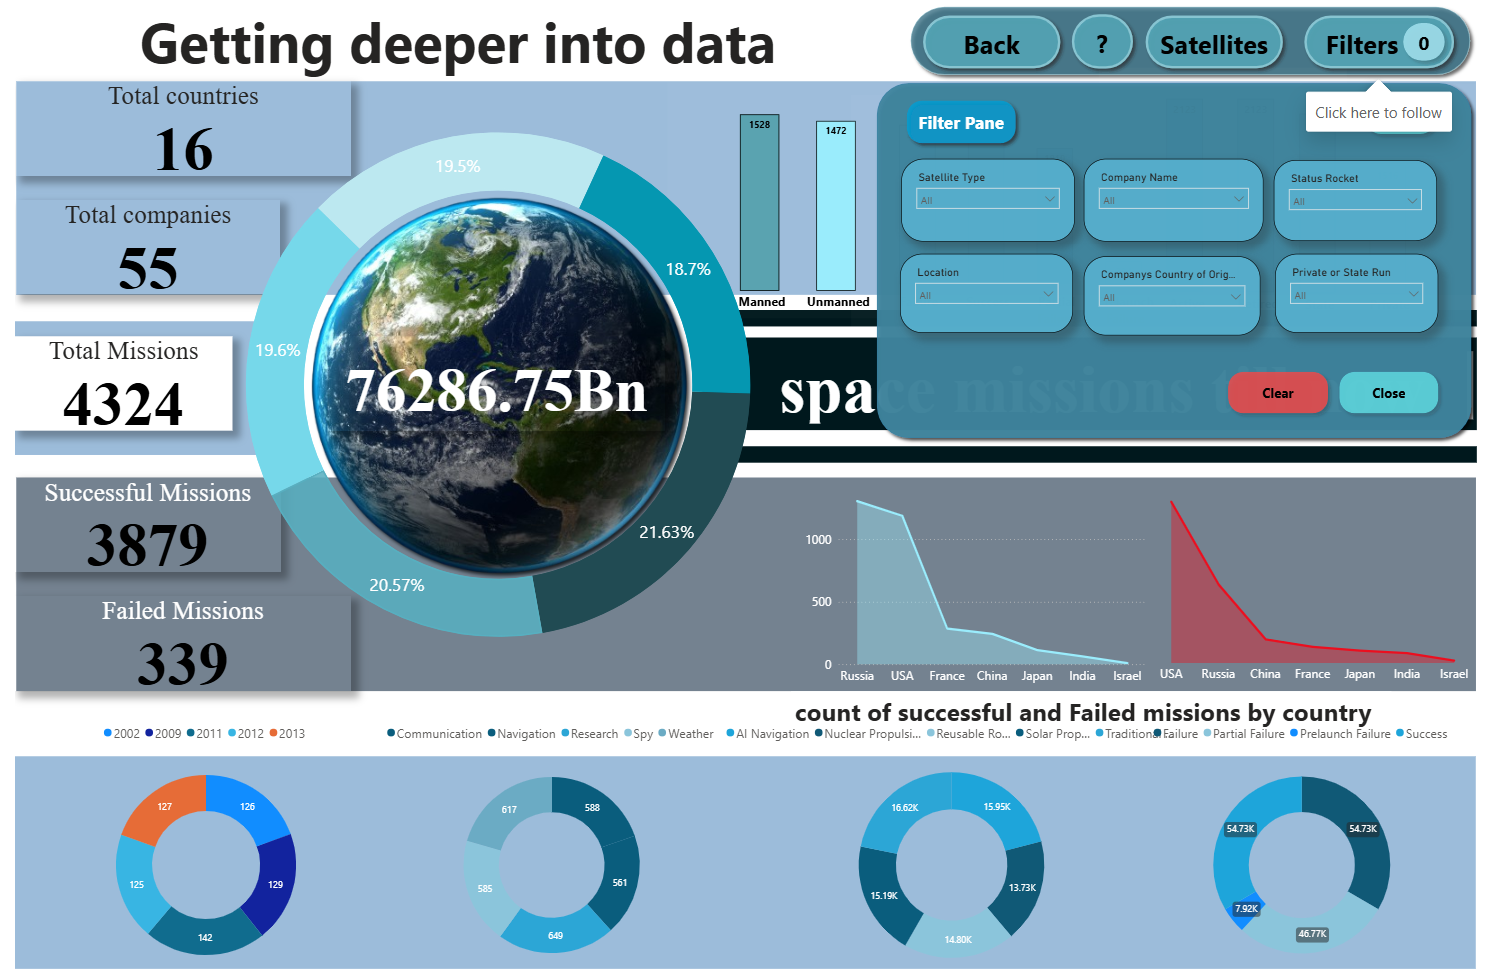 Getting deeper into data
Back
?
Satellites
Filters 0
Click here to follow
Total countries
16
Total companies
55
Total Missions
4324
Successful Missions
3879
Failed Missions
339
19.5%
18.7%
19.6%
21.63%
20.57%
76286.75Bn
1528
1472
Manned
Unmanned
Filter Pane
Satellite Type
All
Company Name
All
Status Rocket
All
Location
All
Companys Country of Orig...
All
Private or State Run
All
Clear
Close
space missions
1000
500
0
Russia USA France China Japan India Israel
USA Russia China France Japan India Israel
count of successful and Failed missions by country
2002 2009 2011 2012 2013
Communication Navigation Research Spy Weather
AI Navigation Nuclear Propulsi... Reusable Ro... Solar Prop... Traditional
Failure Partial Failure Prelaunch Failure Success
127
126
125
129
142
617
588
585
561
649
16.62K
15.95K
15.19K
13.73K
14.80K
54.73K
54.73K
7.92K
46.77K